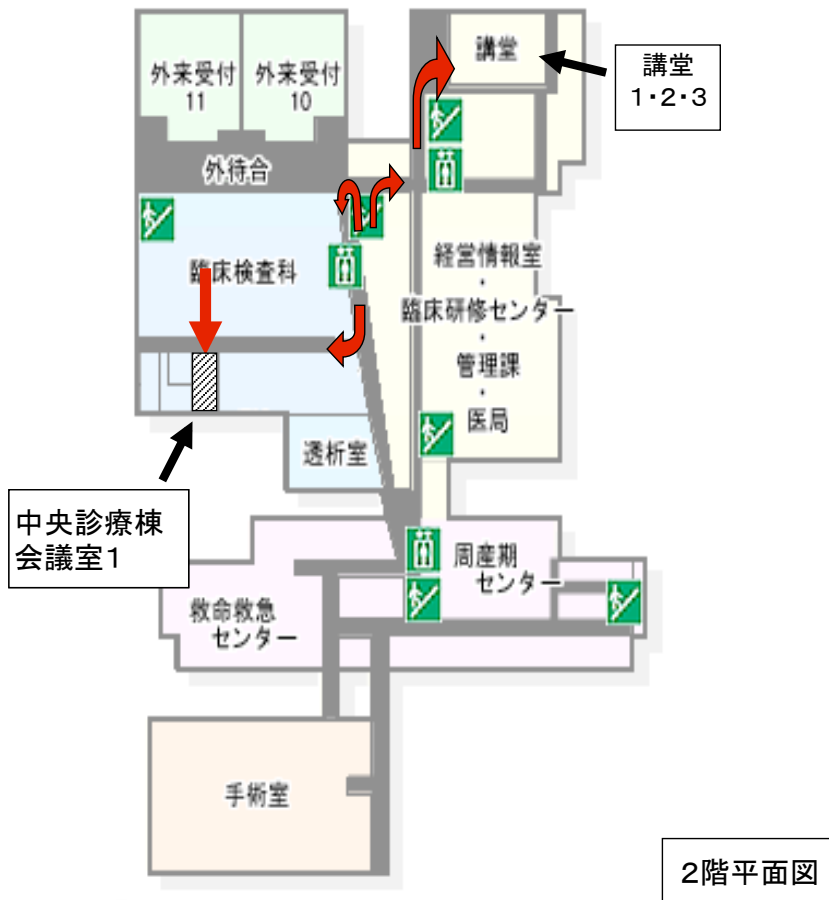 外来受付
11
外来受付
10
講堂
講堂
1・2・3
外待合
臨床検査科
経営情報室
・
臨床研修センター
・
管理課
・
医局
透析室
中央診療棟
会議室1
周産期
センター
救命救急
センター
手術室
2階平面図